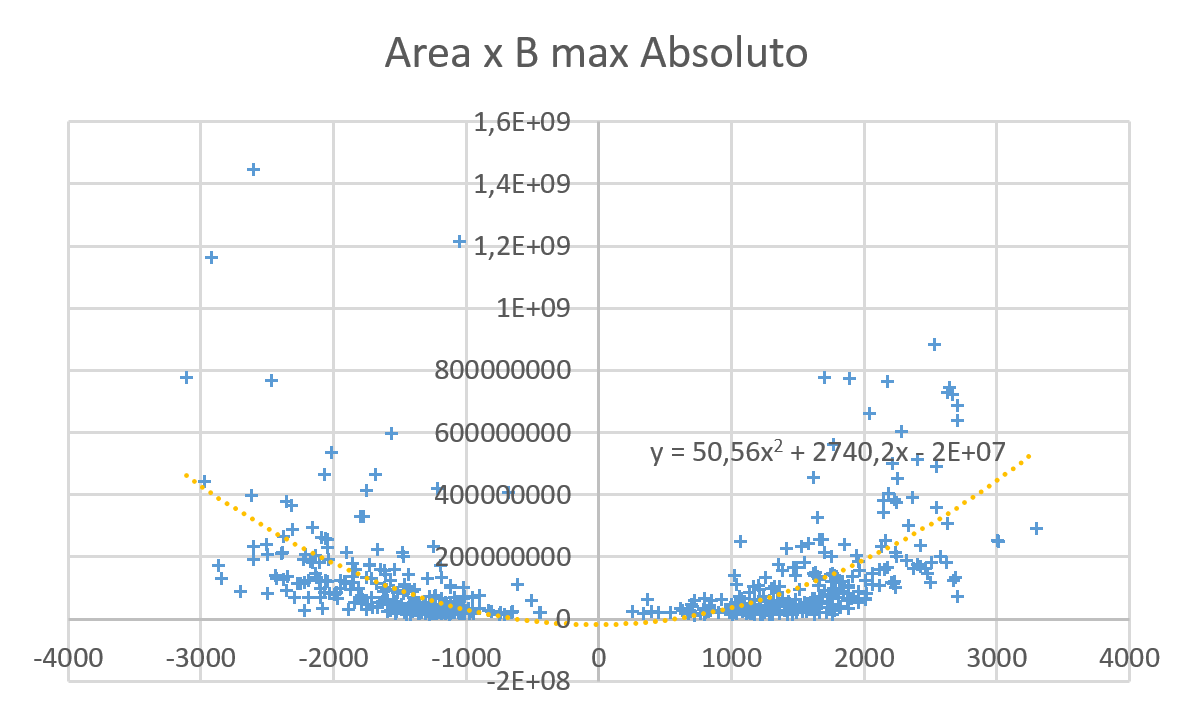 Area x B max Absoluto
1,6E+09
1,4E+09
1,2E+09
1E+09
800000000
600000000
y = 50,56x² + 2740,2x - 2E+07
400000000
200000000
0
-4000 -3000 -2000 -1000 0 1000 2000 3000 4000
-2E+08